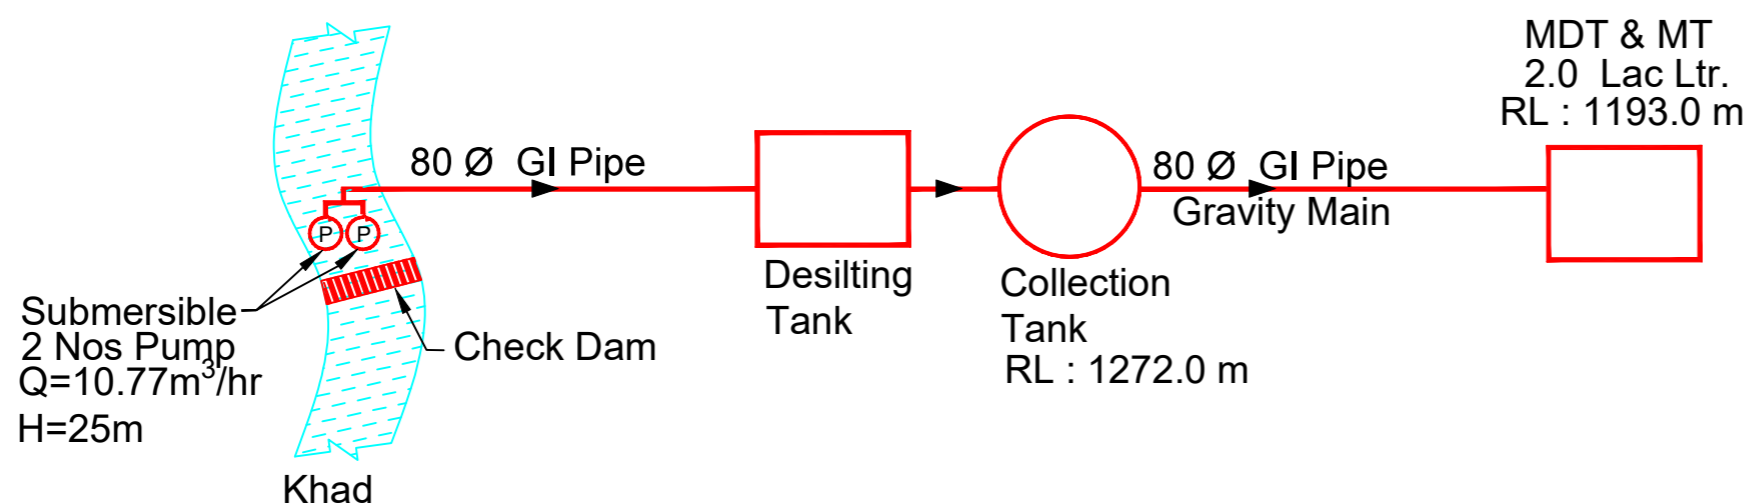 MDT & MT
2.0 Lac Ltr.
RL : 1193.0 m
80 Ø GI Pipe
80 Ø GI Pipe
Gravity Main
P P
Desilting
Tank
Collection
Tank
RL : 1272.0 m
Submersible
2 Nos Pump
Q=10.77m³/hr
H=25m
Check Dam
Khad